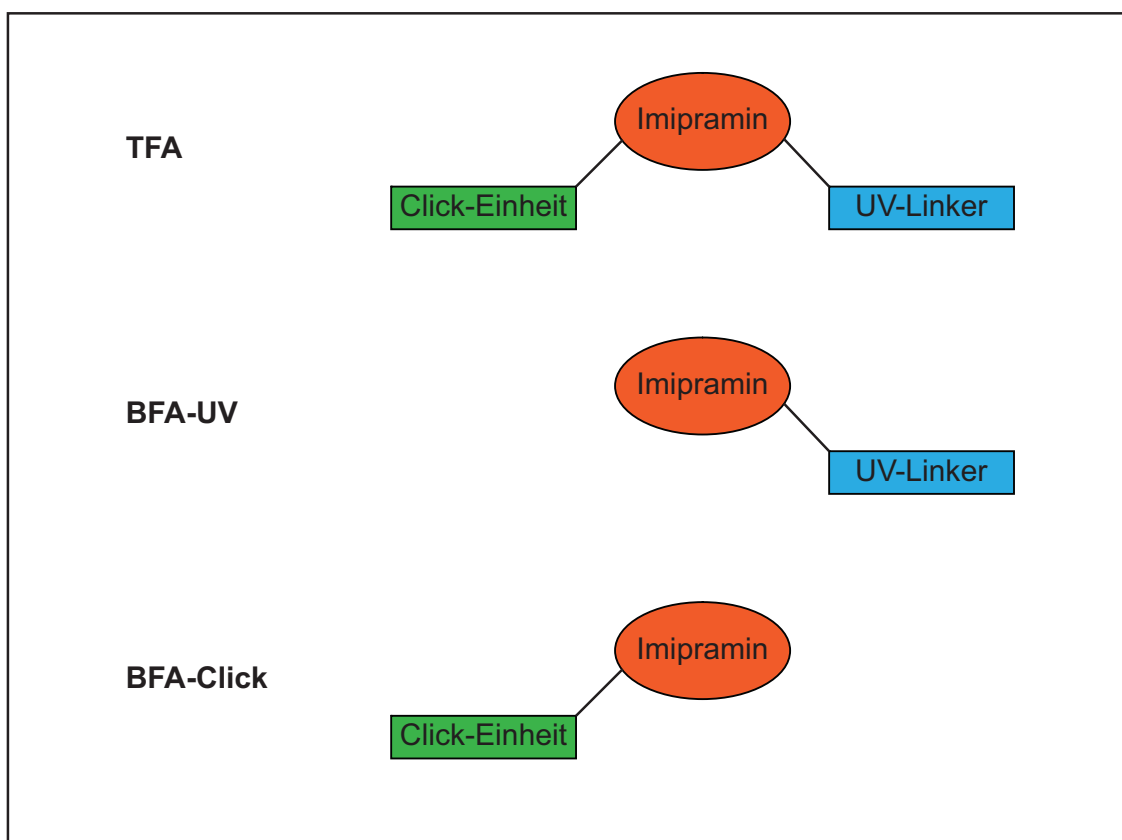 TFA
Imipramin
Click-Einheit
UV-Linker
BFA-UV
Imipramin
UV-Linker
BFA-Click
Imipramin
Click-Einheit